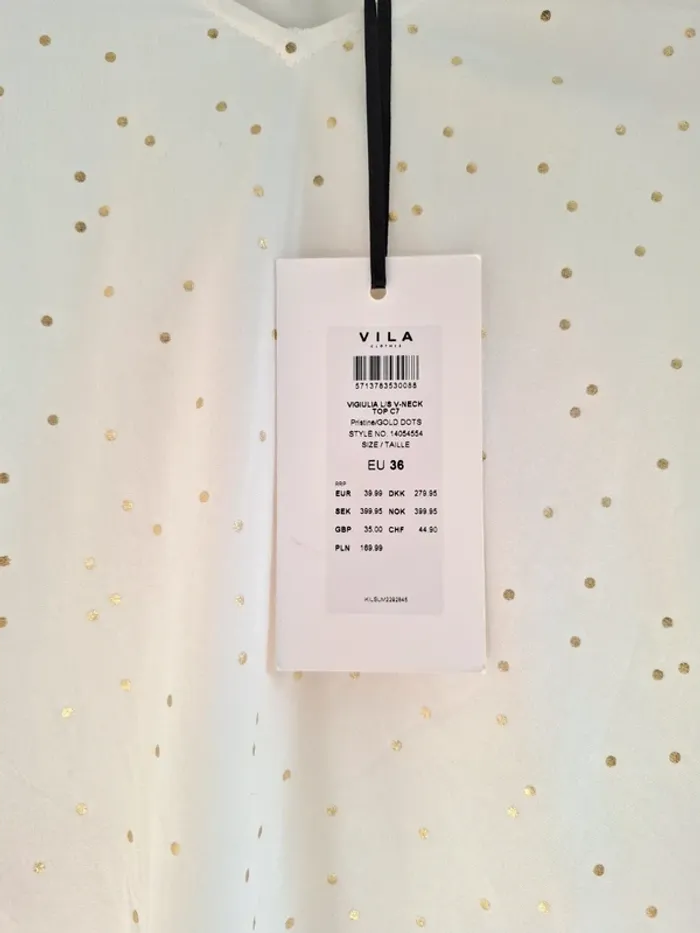 VILA
CLOTHES
5713783530088
VIGIULIA L/S V-NECK
TOP C7
Pristine/GOLD DOTS
STYLE NO. 14054554
SIZE / TAILLE
EU 36
RRP
EUR 39.99 DKK 279.95
SEK 399.95 NOK 399.95
GBP 35.00 CHF 44.90
PLN 169.99